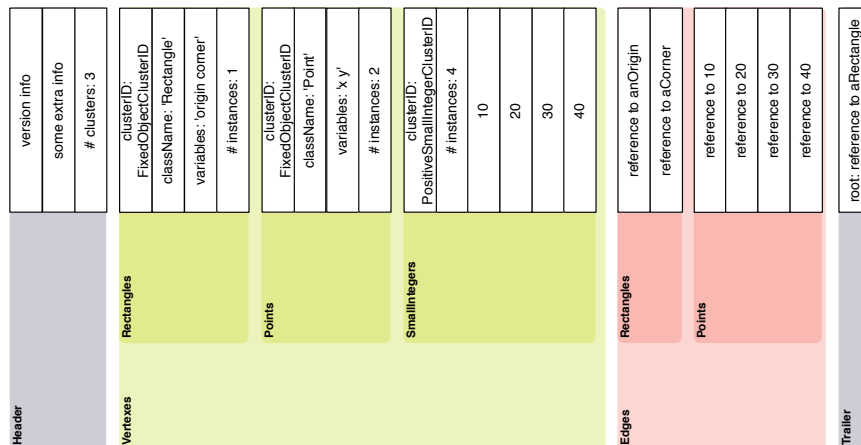 Header
version info
some extra info
# clusters: 3
Vertexes
Rectangles
clusterID:
FixedObjectClusterID
className: 'Rectangle'
variables: 'origin corner'
# instances: 1
Points
clusterID:
FixedObjectClusterID
className: 'Point'
variables: 'x y'
# instances: 2
SmallIntegers
clusterID:
PositiveSmallIntegerClusterID
# instances: 4
10
20
30
40
Edges
Rectangles
reference to anOrigin
reference to aCorner
Points
reference to 10
reference to 20
reference to 30
reference to 40
Trailer
root: reference to aRectangle